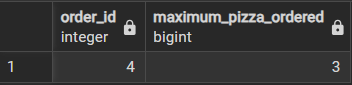 order_id maximum_pizza_ordered
integer bigint
1 4 3